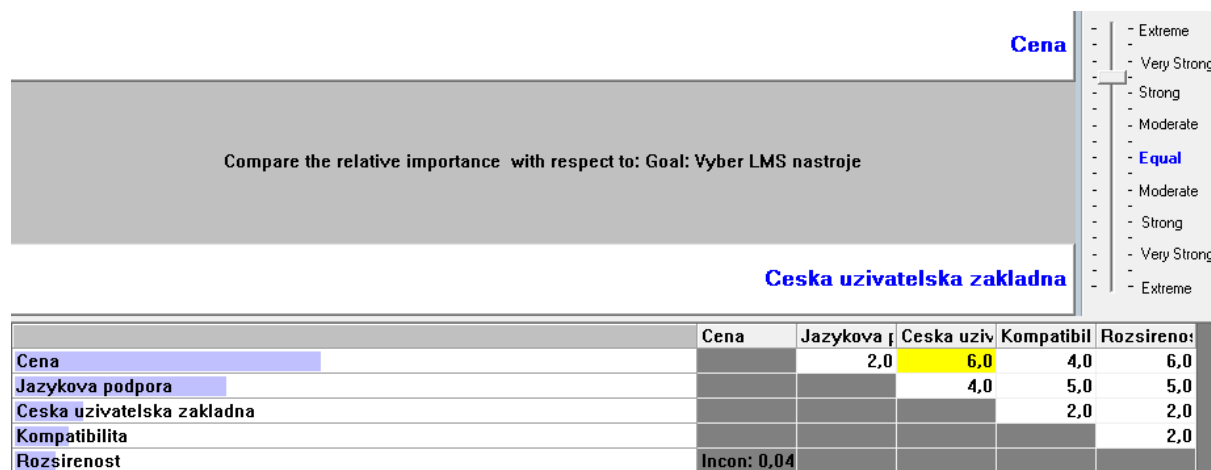 Cena
Compare the relative importance with respect to: Goal: Vyber LMS nastroje
Ceska uzivatelska zakladna
- Extreme
- Very Strong
- Strong
- Moderate
- Equal
- Moderate
- Strong
- Very Strong
- Extreme
Cena Jazykova p Ceska uziv Kompatibil Rozsirenos
Cena 2,0 6,0 4,0 6,0
Jazykova podpora 4,0 5,0 5,0
Ceska uzivatelska zakladna 2,0 2,0
Kompatibilita 2,0
Rozsirenost Incon: 0,04